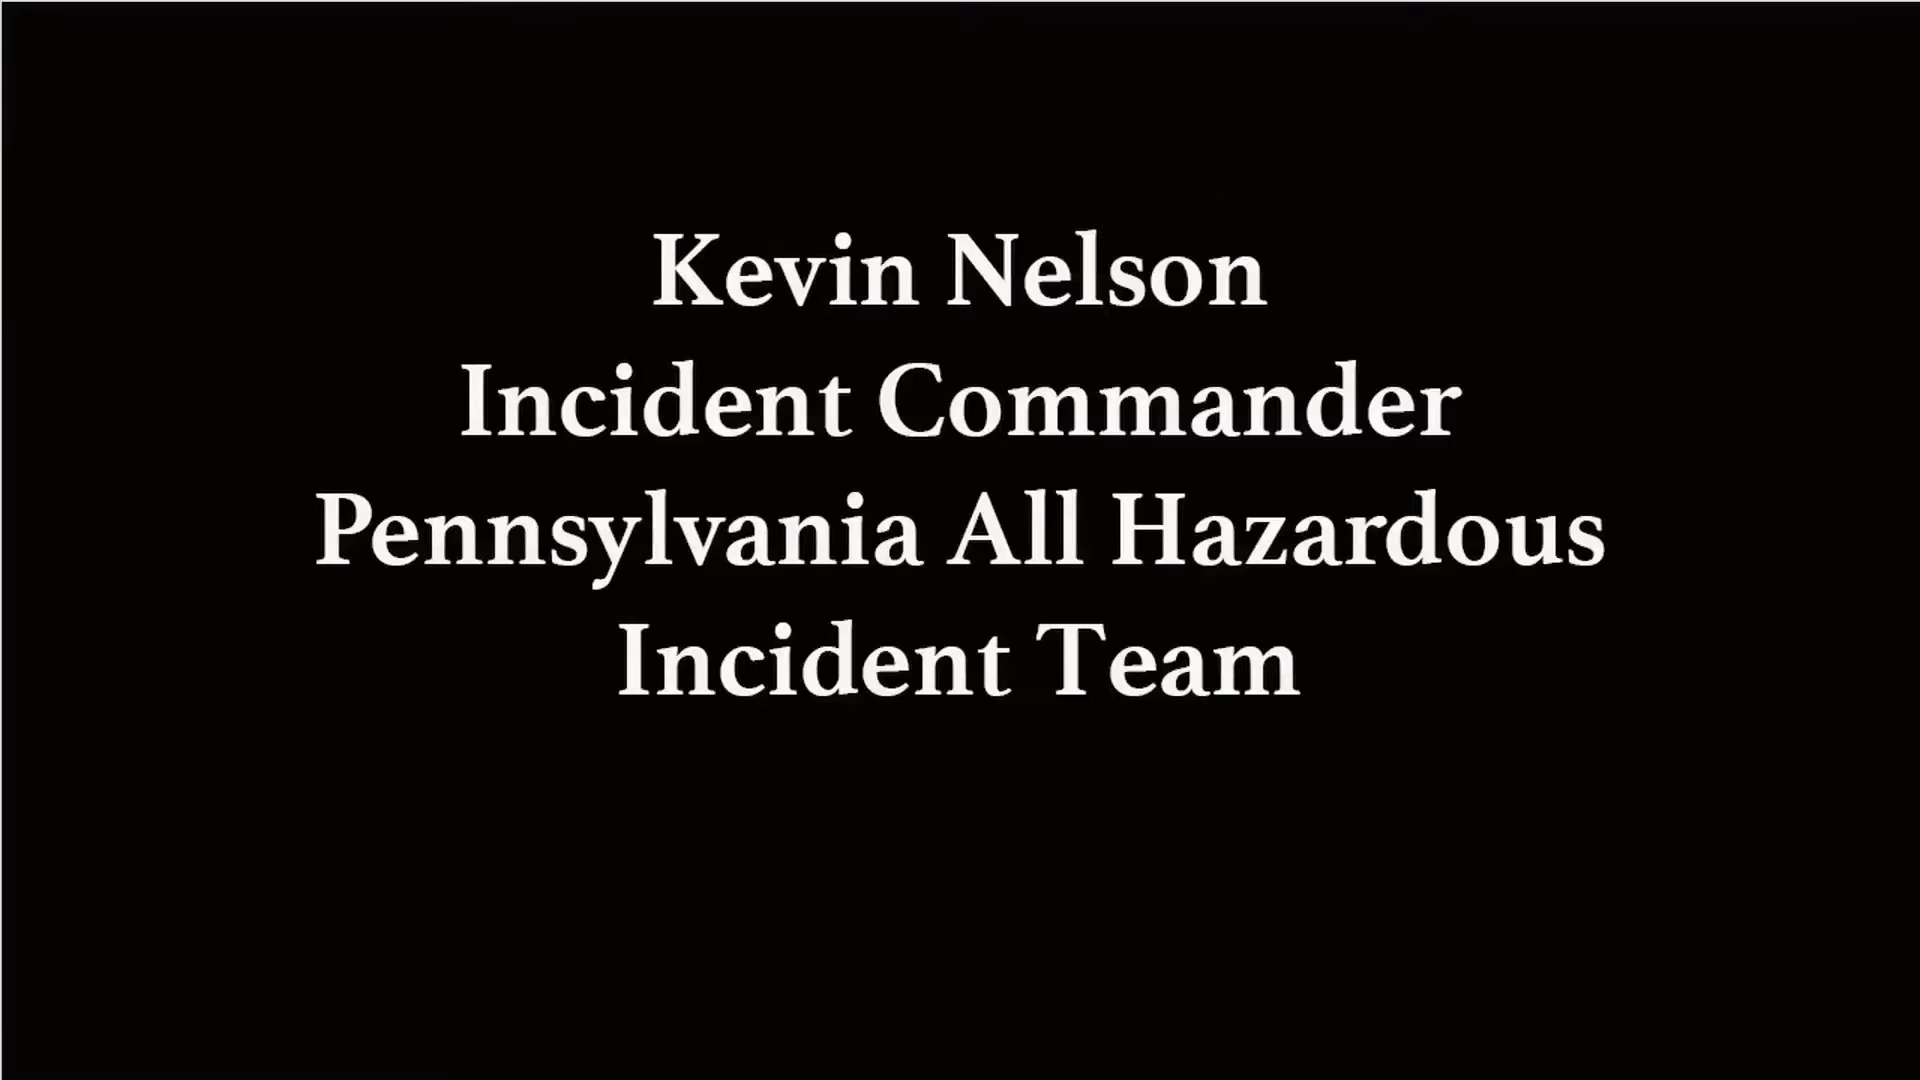 Kevin Nelson
Incident Commander
Pennsylvania All Hazardous
Incident Team